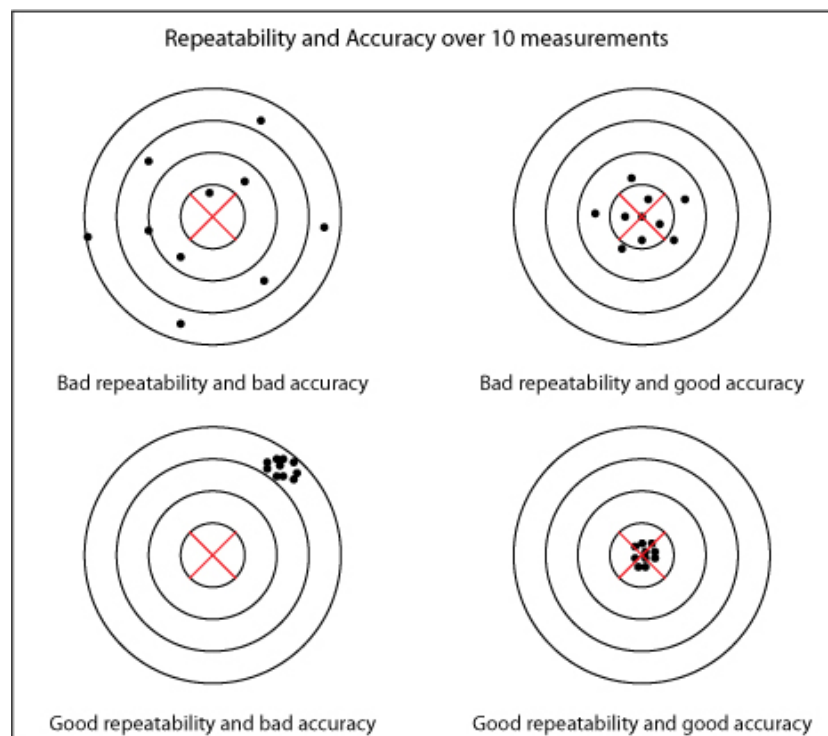 Repeatability and Accuracy over 10 measurements
Bad repeatability and bad accuracy
Bad repeatability and good accuracy
Good repeatability and bad accuracy
Good repeatability and good accuracy